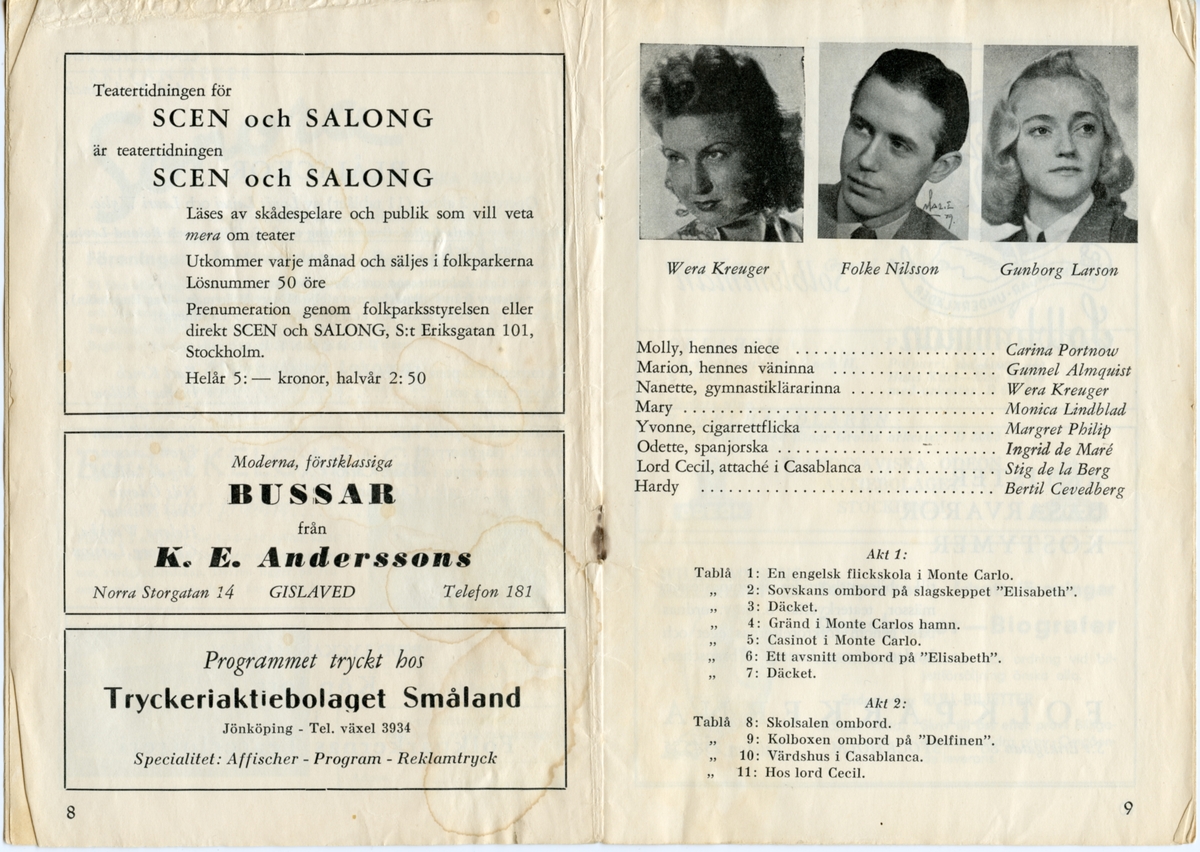 Teatertidningen för
SCEN och SALONG
är teatertidningen
SCEN och SALONG
Läses av skådespelare och publik som vill veta
mera om teater
Utkommer varje månad och säljes i folkparkerna
Lösnummer 50 öre
Prenumeration genom folkparksstyrelsen eller
direkt SCEN och SALONG, S:t Eriksgatan 101,
Stockholm.
Helår 5: — kronor, halvår 2: 50
Moderna, förstklassiga
BUSSAR
från
K. E. Anderssons
Norra Storgatan 14 GISLAVED Telefon 181
Programmet tryckt hos
Tryckeriaktiebolaget Småland
Jönköping - Tel. växel 3934
Specialitet: Affischer - Program - Reklamtryck
8
Wera Kreuger Folke Nilsson Gunborg Larson
Molly, hennes niece ...................... Carina Portnow
Marion, hennes väninna .................. Gunnel Almquist
Nanette, gymnastiklärarinna ................ Wera Kreuger
Mary .................................. Monica Lindblad
Yvonne, cigarrettflicka .................... Margret Philip
Odette, spanjorska ........................ Ingrid de Maré
Lord Cecil, attaché i Casablanca .............. Stig de la Berg
Hardy ................................ Bertil Cevedberg
Akt 1:
Tablå 1: En engelsk flickskola i Monte Carlo.
„ 2: Sovskans ombord på slagskeppet ”Elisabeth”.
„ 3: Däcket.
„ 4: Gränd i Monte Carlos hamn.
„ 5: Casinot i Monte Carlo.
„ 6: Ett avsnitt ombord på ”Elisabeth”.
„ 7: Däcket.
Akt 2:
Tablå 8: Skolsalen ombord.
„ 9: Kolboxen ombord på ”Delfinen”.
„ 10: Värdshus i Casablanca.
„ 11: Hos lord Cecil.
9